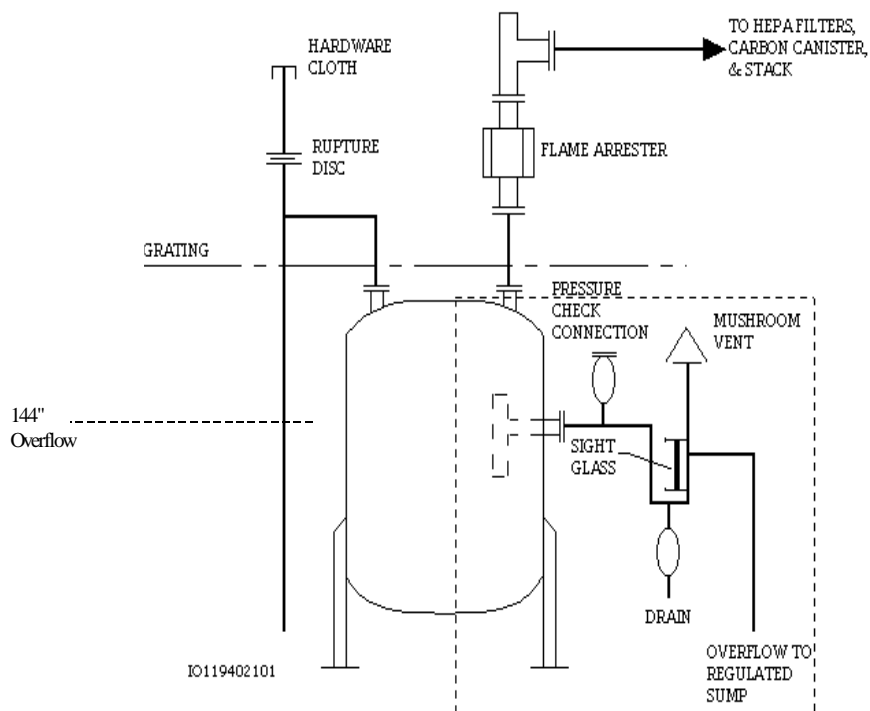 TO HEPA FILTERS,
CARBON CANISTER,
& STACK
HARDWARE
CLOTH
RUPTURE
DISC
FLAME ARRESTER
GRATING
PRESSURE
CHECK
CONNECTION
MUSHROOM
VENT
144"
Overflow
SIGHT
GLASS
DRAIN
OVERFLOW TO
REGULATED
SUMP
IO119402101